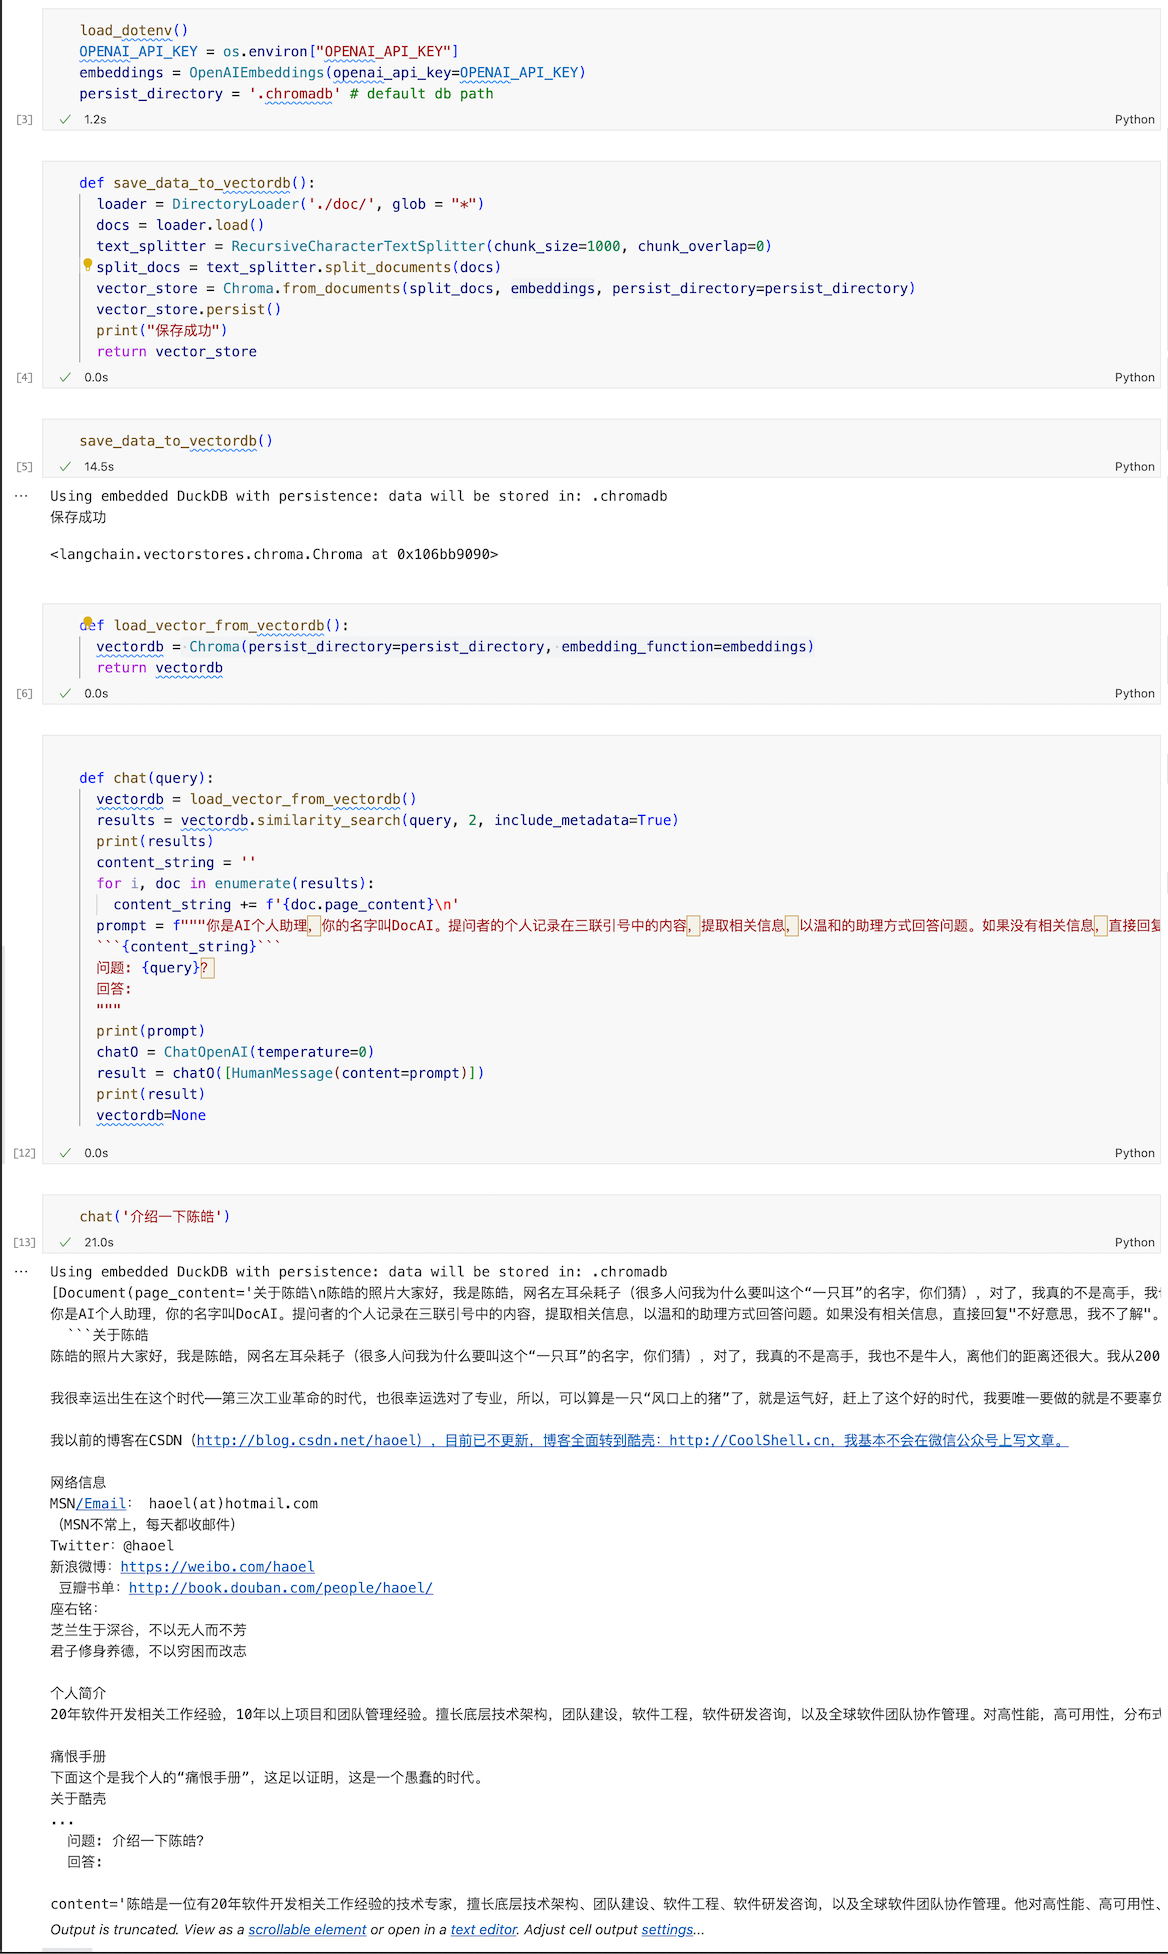 load_dotenv()
OPENAI_API_KEY = os.environ["OPENAI_API_KEY"]
embeddings = OpenAIEmbeddings(openai_api_key=OPENAI_API_KEY)
persist_directory = '.chromadb' # default db path
[3] ✓ 1.2s Python
def save_data_to_vectordb():
loader = DirectoryLoader('./doc/', glob = "*")
docs = loader.load()
text_splitter = RecursiveCharacterTextSplitter(chunk_size=1000, chunk_overlap=0)
split_docs = text_splitter.split_documents(docs)
vector_store = Chroma.from_documents(split_docs, embeddings, persist_directory=persist_directory)
vector_store.persist()
print("保存成功")
return vector_store
[4] ✓ 0.0s Python
save_data_to_vectordb()
[5] ✓ 14.5s Python
... Using embedded DuckDB with persistence: data will be stored in: .chromadb
保存成功
<langchain.vectorstores.chroma.Chroma at 0x106bb9090>
def load_vector_from_vectordb():
vectordb = Chroma(persist_directory=persist_directory, embedding_function=embeddings)
return vectordb
[6] ✓ 0.0s Python
def chat(query):
vectordb = load_vector_from_vectordb()
results = vectordb.similarity_search(query, 2, include_metadata=True)
print(results)
content_string = ''
for i, doc in enumerate(results):
content_string += f'{doc.page_content}\n'
prompt = f"""你是AI个人助理，你的名字叫DocAI。提问者的个人记录在三联引号中的内容，提取相关信息，以温和的助理方式回答问题。如果没有相关信息，直接回复
```{content_string}```
问题: {query}？
回答:
"""
print(prompt)
chatO = ChatOpenAI(temperature=0)
result = chatO([HumanMessage(content=prompt)])
print(result)
vectordb=None
[12] ✓ 0.0s Python
chat('介绍一下陈皓')
[13] ✓ 21.0s Python
... Using embedded DuckDB with persistence: data will be stored in: .chromadb
[Document(page_content='关于陈皓\n陈皓的照片大家好，我是陈皓，网名左耳朵耗子（很多人问我为什么要叫这个“一只耳”的名字，你们猜），对了，我真的不是高手，我
你是AI个人助理，你的名字叫DocAI。提问者的个人记录在三联引号中的内容，提取相关信息，以温和的助理方式回答问题。如果没有相关信息，直接回复"不好意思，我不了解"。
```关于陈皓
陈皓的照片大家好，我是陈皓，网名左耳朵耗子（很多人问我为什么要叫这个“一只耳”的名字，你们猜），对了，我真的不是高手，我也不是牛人，离他们的距离还很大。我从200
我很幸运出生在这个时代——第三次工业革命的时代，也很幸运选对了专业，所以，可以算是一只“风口上的猪”了，就是运气好，赶上了这个好的时代，我要唯一要做的就是不要辜负
我以前的博客在CSDN（http://blog.csdn.net/haoel），目前已不更新，博客全面转到酷壳：http://CoolShell.cn，我基本不会在微信公众号上写文章。
网络信息
MSN/Email： haoel(at)hotmail.com
（MSN不常上，每天都收邮件）
Twitter：@haoel
新浪微博：https://weibo.com/haoel
豆瓣书单：http://book.douban.com/people/haoel/
座右铭：
芝兰生于深谷，不以无人而不芳
君子修身养德，不以穷困而改志
个人简介
20年软件开发相关工作经验，10年以上项目和团队管理经验。擅长底层技术架构，团队建设，软件工程，软件研发咨询，以及全球软件团队协作管理。对高性能，高可用性，分布式
痛恨手册
下面这个是我个人的“痛恨手册”，这足以证明，这是一个愚蠢的时代。
关于酷壳
...
问题: 介绍一下陈皓？
回答:
content='陈皓是一位有20年软件开发相关工作经验的技术专家，擅长底层技术架构、团队建设、软件工程、软件研发咨询，以及全球软件团队协作管理。他对高性能、高可用性、
Output is truncated. View as a scrollable element or open in a text editor. Adjust cell output settings...